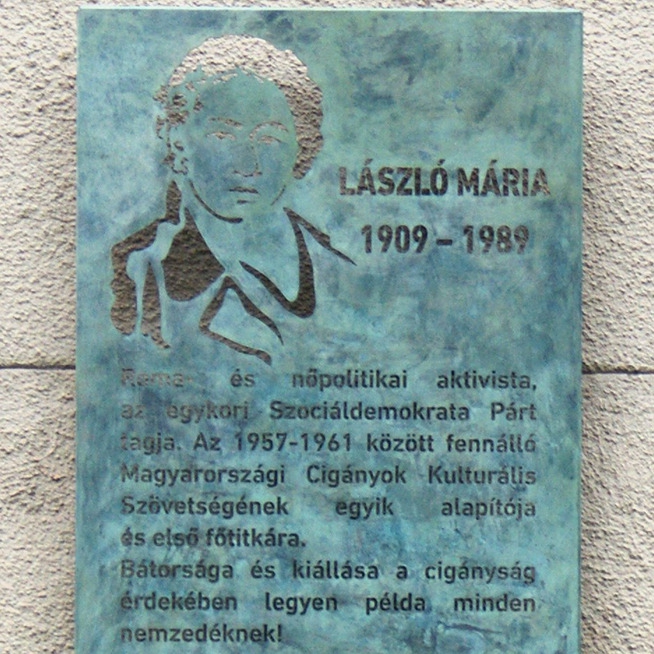 LÁSZLÓ MÁRIA
1909 – 1989
Roma- és nőpolitikai aktivista,
az egykori Szociáldemokrata Párt
tagja. Az 1957-1961 között fennálló
Magyarországi Cigányok Kulturális
Szövetségének egyik alapítója
és első főtitkára.
Bátorsága és kiállása a cigányság
érdekében legyen példa minden
nemzedéknek!